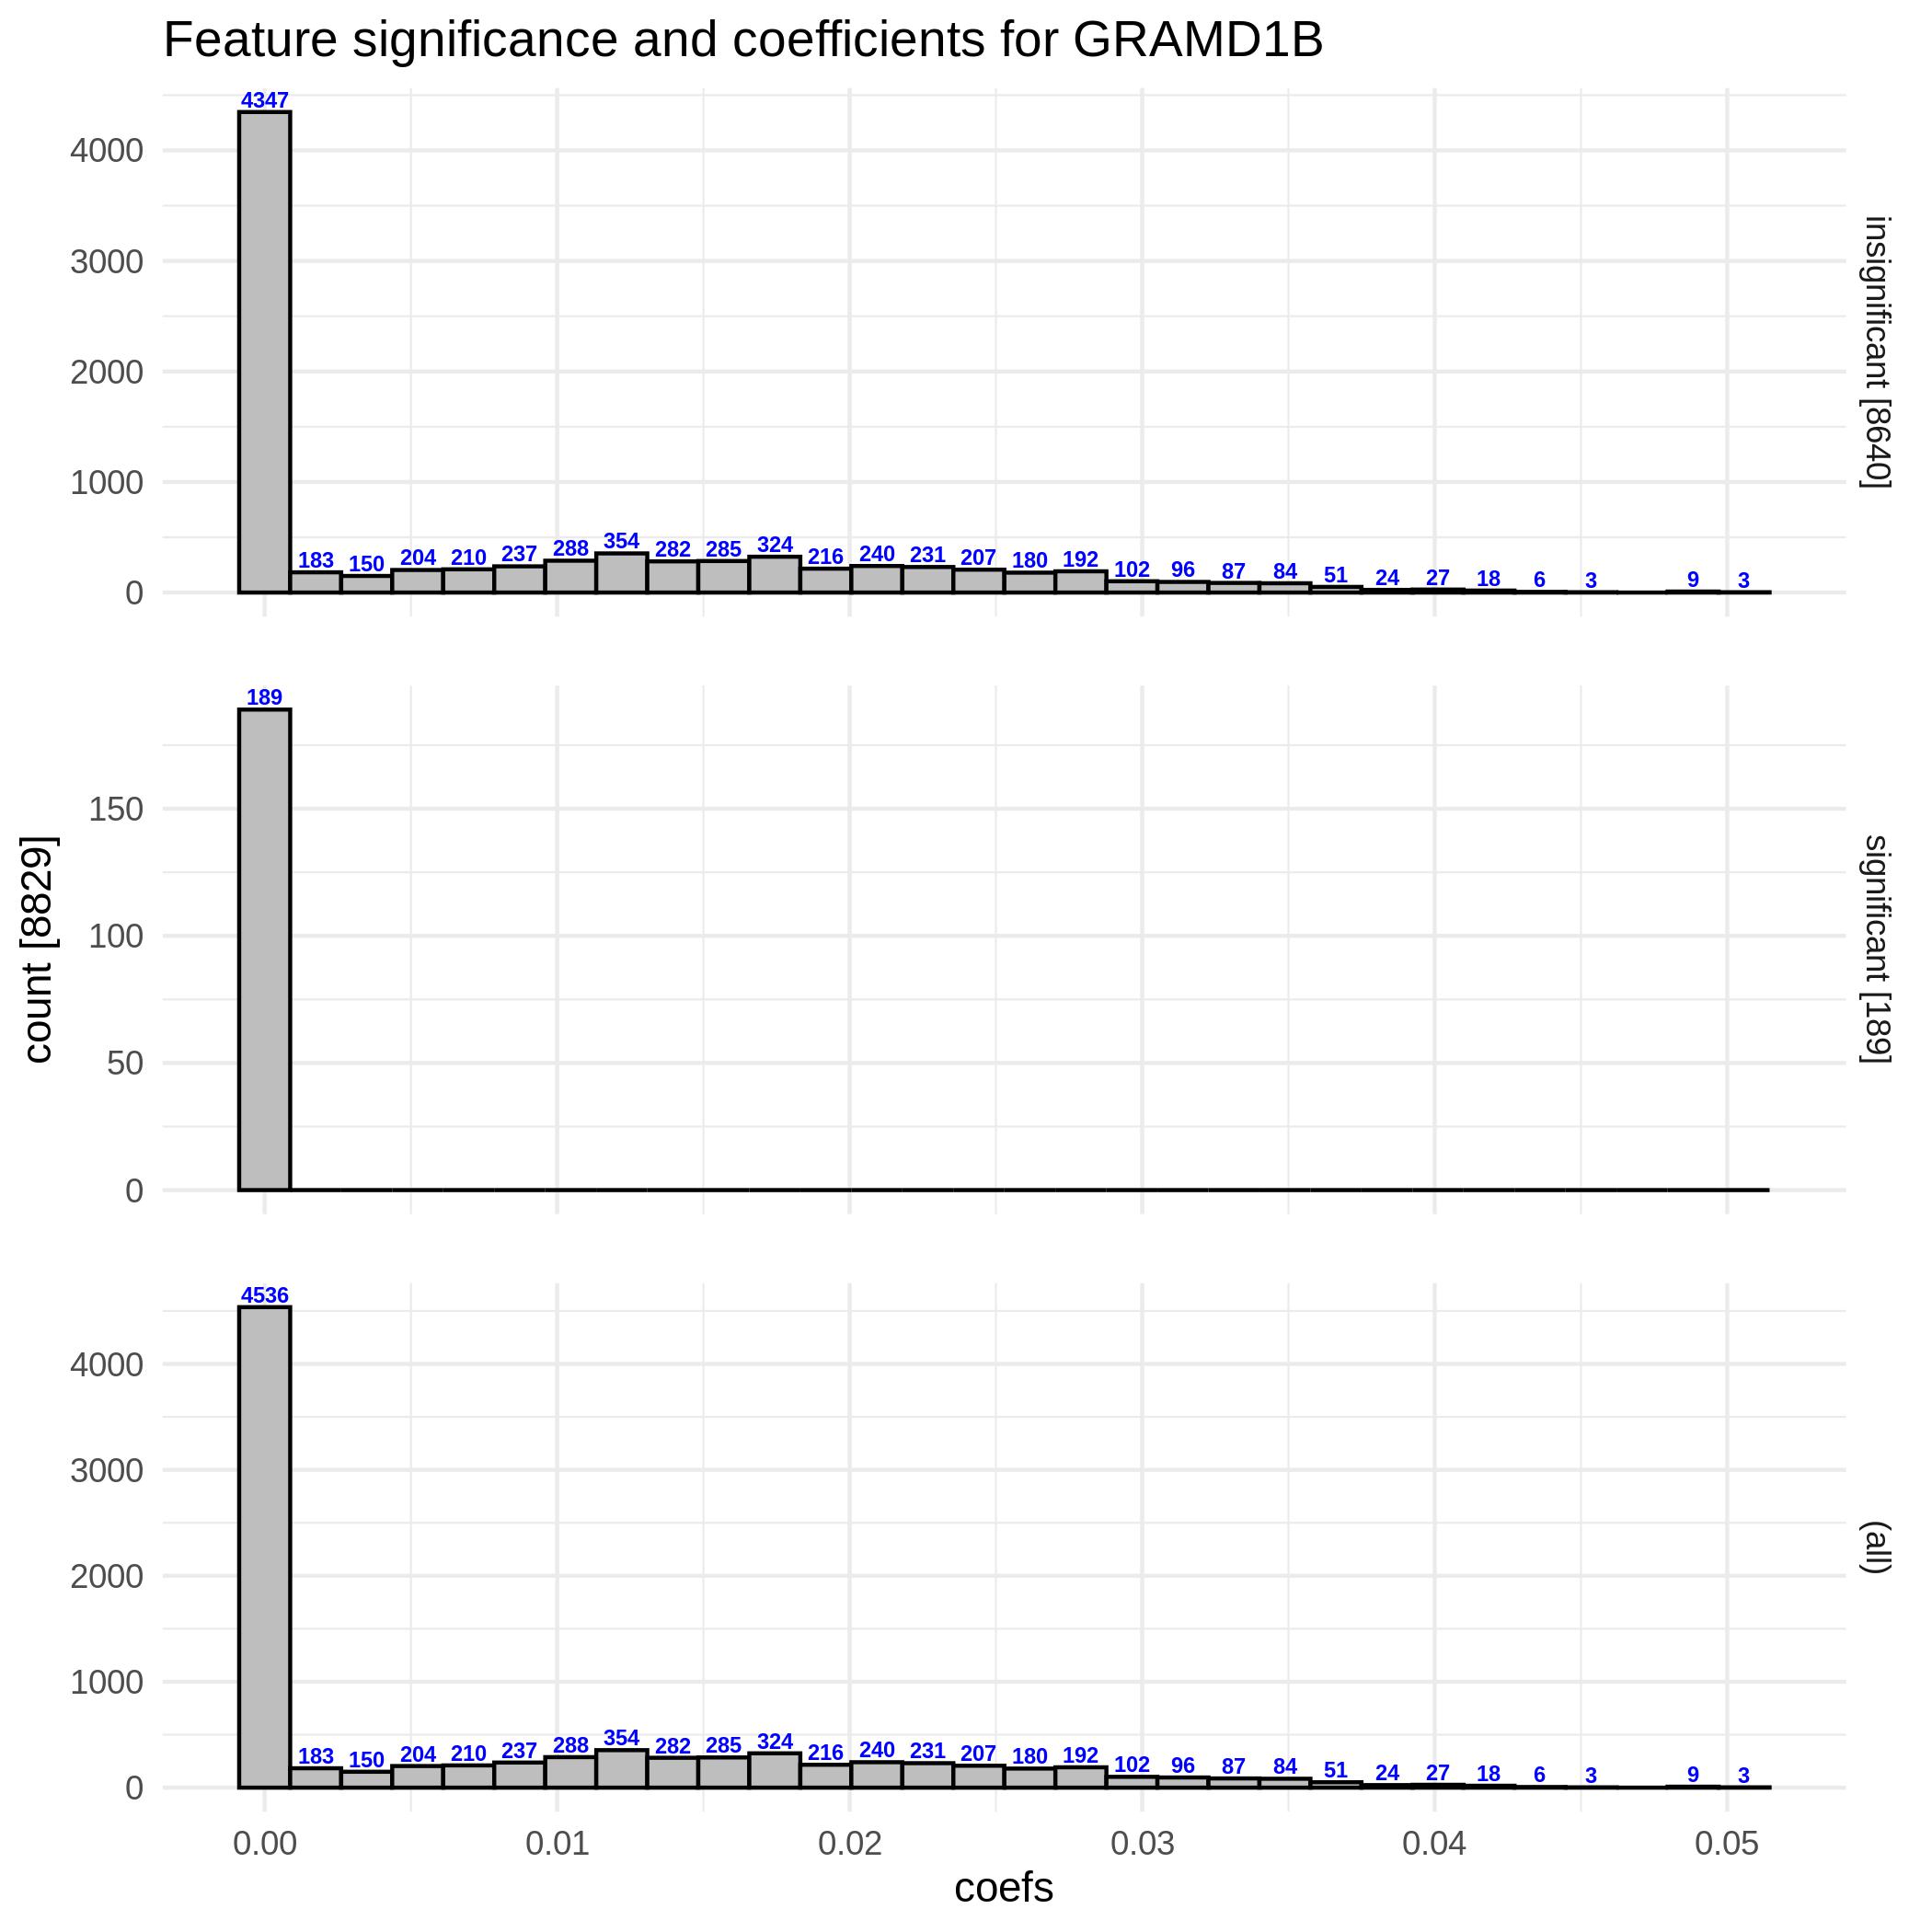 Feature significance and coefficients for GRAMD1B
4347
183 150 204 210 237 288 354 282 285 324 216 240 231 207 180 192 102 96 87 84 51 24 27 18 6 3 9 3
4000
3000
2000
1000
0
insignificant [8640]
189
150
100
50
0
significant [189]
count [8829]
4536
183 150 204 210 237 288 354 282 285 324 216 240 231 207 180 192 102 96 87 84 51 24 27 18 6 3 9 3
4000
3000
2000
1000
0
(all)
0.00 0.01 0.02 0.03 0.04 0.05
coefs